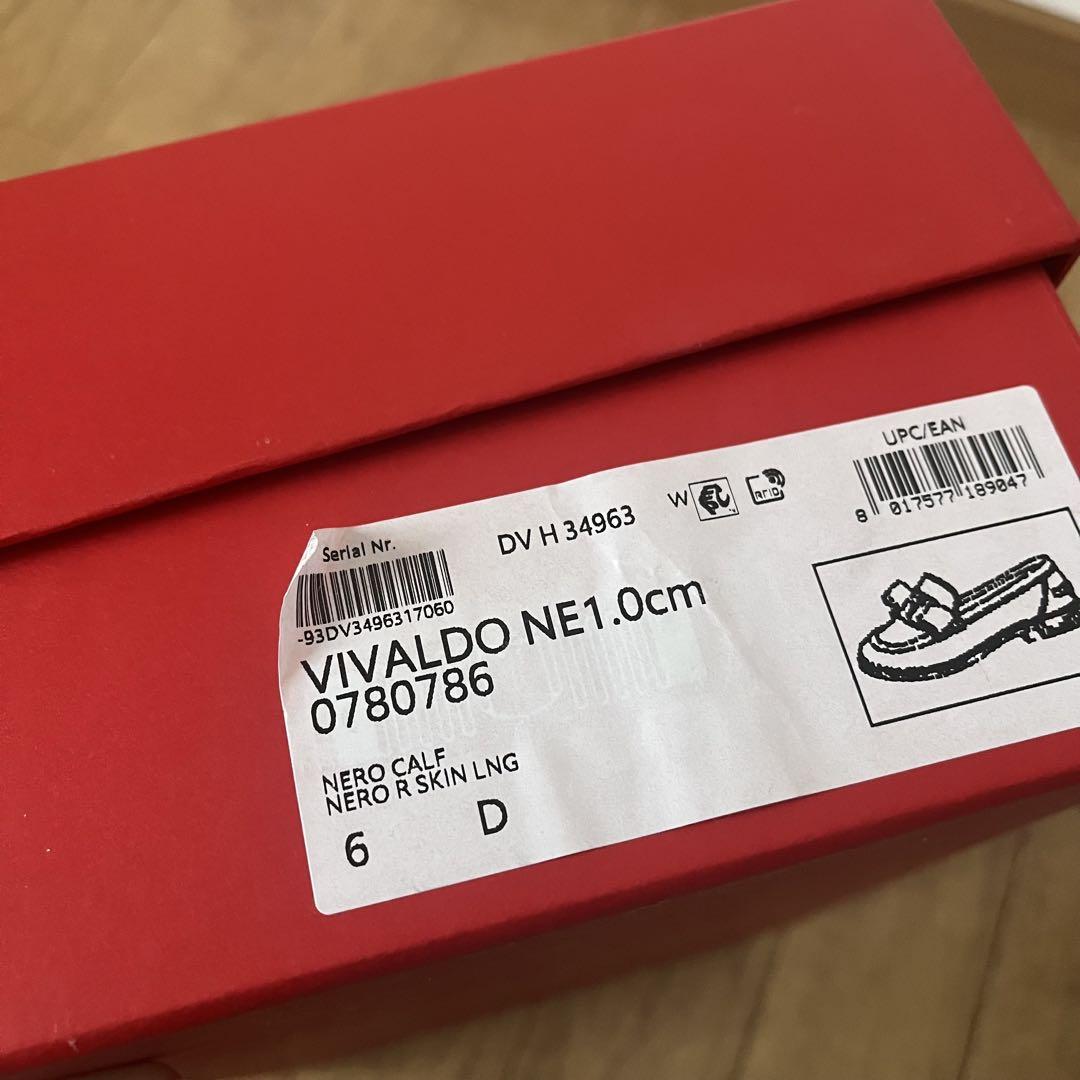 Serial Nr.
-93DV3496317060
DV H 34963
W
RFID
UPC/EAN
8 017577 189047
VIVALDO NE1.0cm
0780786
NERO CALF
NERO R SKIN LNG
6 D